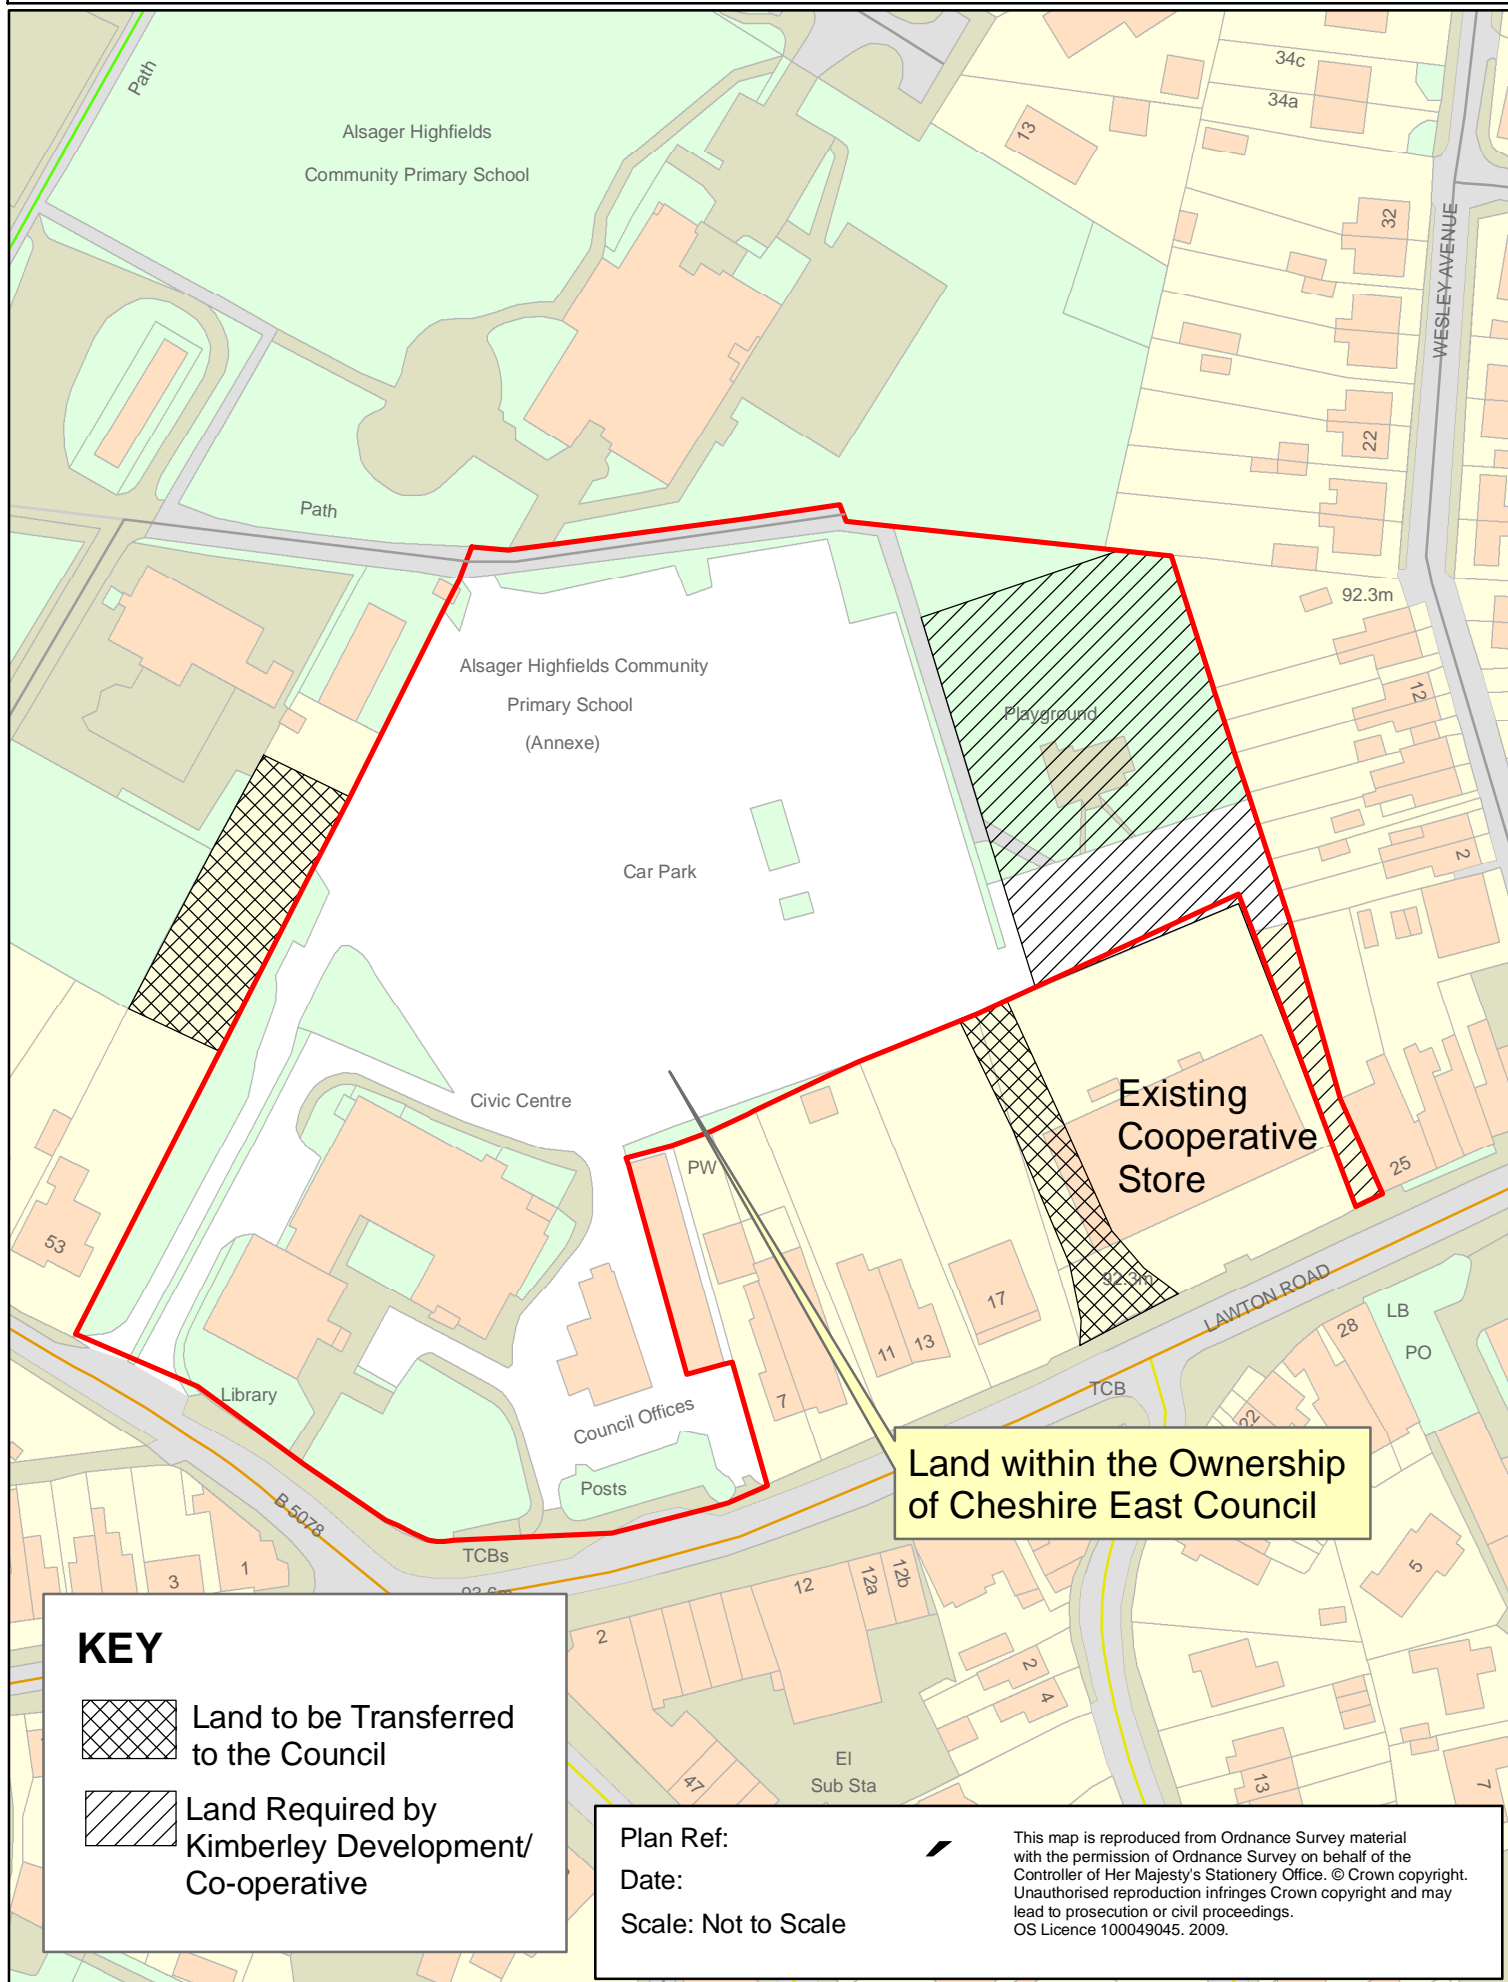 Path
Alsager Highfields
Community Primary School
34c
34a
13
32
WESLEY AVENUE
22
Path
92.3m
Alsager Highfields Community
Primary School
(Annexe)
Playground
12
2
Car Park
Civic Centre
Existing
Cooperative
Store
PW
25
53
92.3m
17
LAWTON ROAD
11
13
28
LB
PO
TCB
7
22
Library
Council Offices
Land within the Ownership
of Cheshire East Council
Posts
B 5078
TCBs
93.6m
3
1
12
12a
12b
5
2
2
4
47
El
Sub Sta
13
7
KEY
Land to be Transferred
to the Council
Land Required by
Kimberley Development/
Co-operative
Plan Ref:
Date:
Scale: Not to Scale
This map is reproduced from Ordnance Survey material
with the permission of Ordnance Survey on behalf of the
Controller of Her Majesty's Stationery Office. © Crown copyright.
Unauthorised reproduction infringes Crown copyright and may
lead to prosecution or civil proceedings.
OS Licence 100049045. 2009.